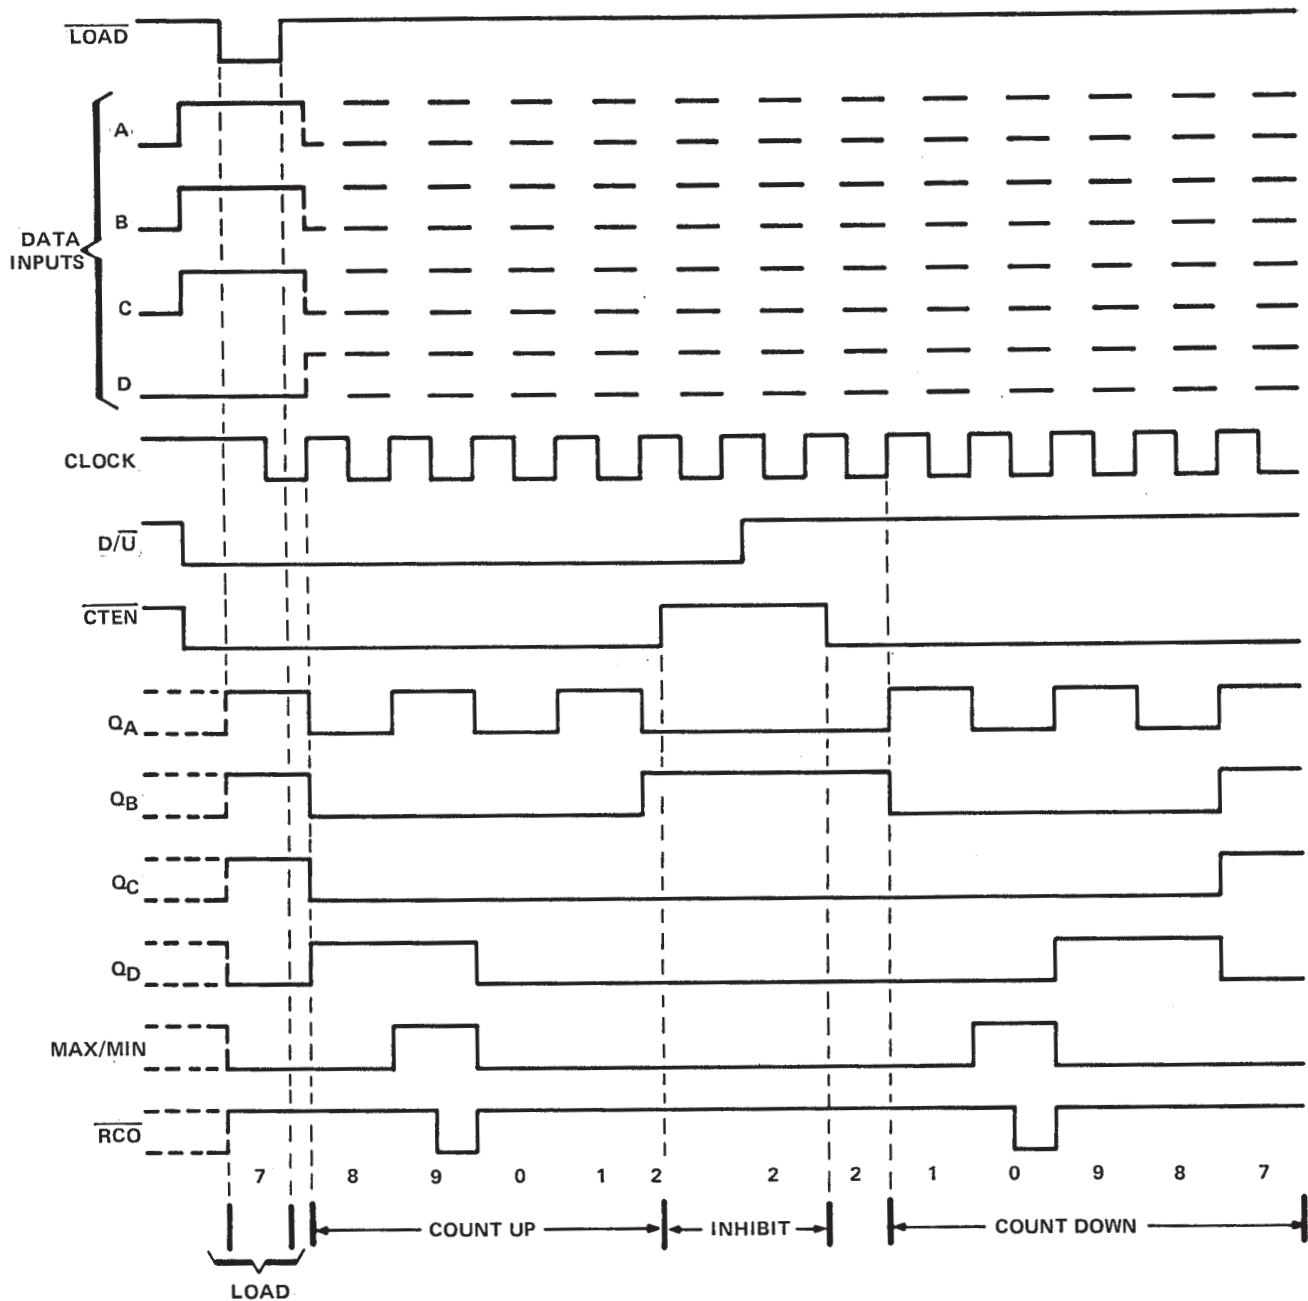 LOAD
A
B
DATA
INPUTS
C
D
CLOCK
D/U
CTEN
QA
QB
QC
QD
MAX/MIN
RCO
7 8 9 0 1 2 2 2 1 0 9 8 7
COUNT UP INHIBIT COUNT DOWN
LOAD